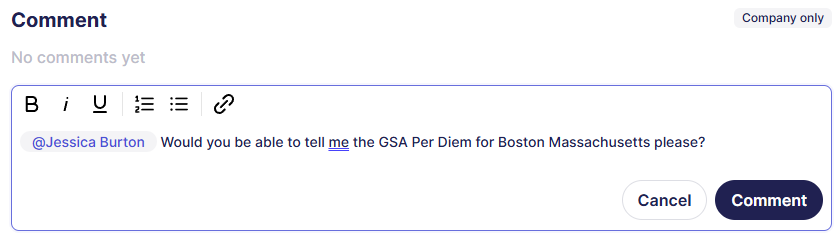 Comment
Company only
No comments yet
B i U
@Jessica Burton Would you be able to tell me the GSA Per Diem for Boston Massachusetts please?
Cancel
Comment